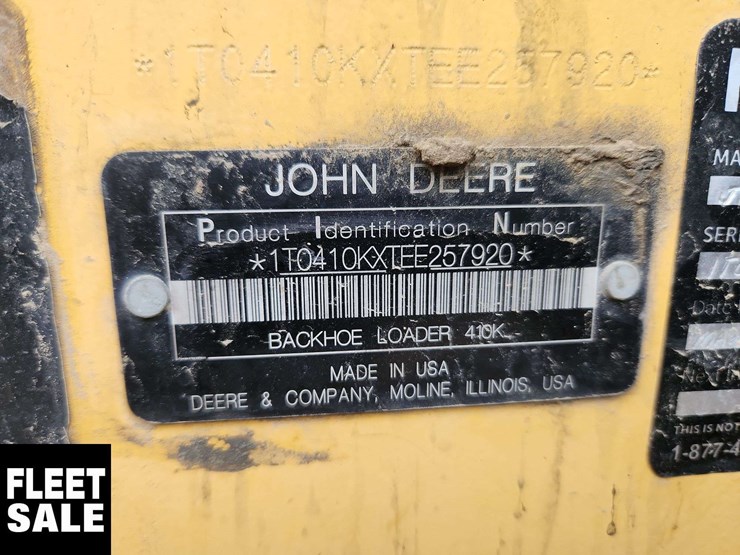 *1T0410KXTEE257920*
JOHN DEERE
Product Identification Number
*1T0410KXTEE257920*
BACKHOE LOADER 410K
MADE IN USA
DEERE & COMPANY, MOLINE, ILLINOIS, USA
MA
SER
Date
THIS IS NOT
1-877-4
FLEET
SALE